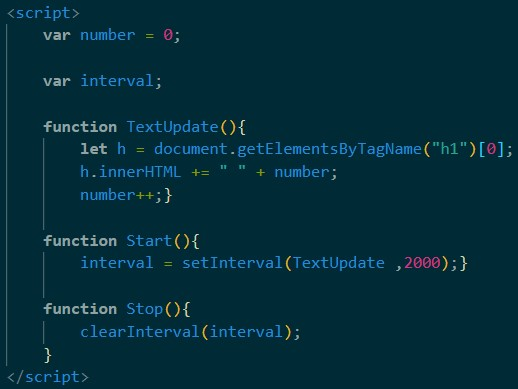 <script>
var number = 0;
var interval;
function TextUpdate(){
let h = document.getElementsByTagName("h1")[0];
h.innerHTML += " " + number;
number++;}
function Start(){
interval = setInterval(TextUpdate ,2000);}
function Stop(){
clearInterval(interval);
}
</script>